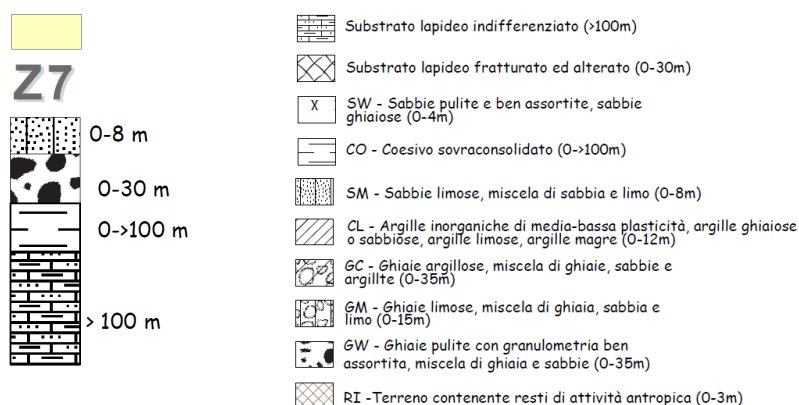 Z7
0-8 m
0-30 m
0->100 m
> 100 m
Substrato lapideo indifferenziato (>100m)
Substrato lapideo fratturato ed alterato (0-30m)
X
SW - Sabbie pulite e ben assortite, sabbie
ghiaiose (0-4m)
CO - Coesivo sovraconsolidato (0->100m)
SM - Sabbie limose, miscela di sabbia e limo (0-8m)
CL - Argille inorganiche di media-bassa plasticità, argille ghiaiose
o sabbiose, argille limose, argille magre (0-12m)
GC - Ghiaie argillose, miscela di ghiaie, sabbie e
argillte (0-35m)
GM - Ghiaie limose, miscela di ghiaia, sabbia e
limo (0-15m)
GW - Ghiaie pulite con granulometria ben
assortita, miscela di ghiaia e sabbie (0-35m)
RI -Terreno contenente resti di attività antropica (0-3m)